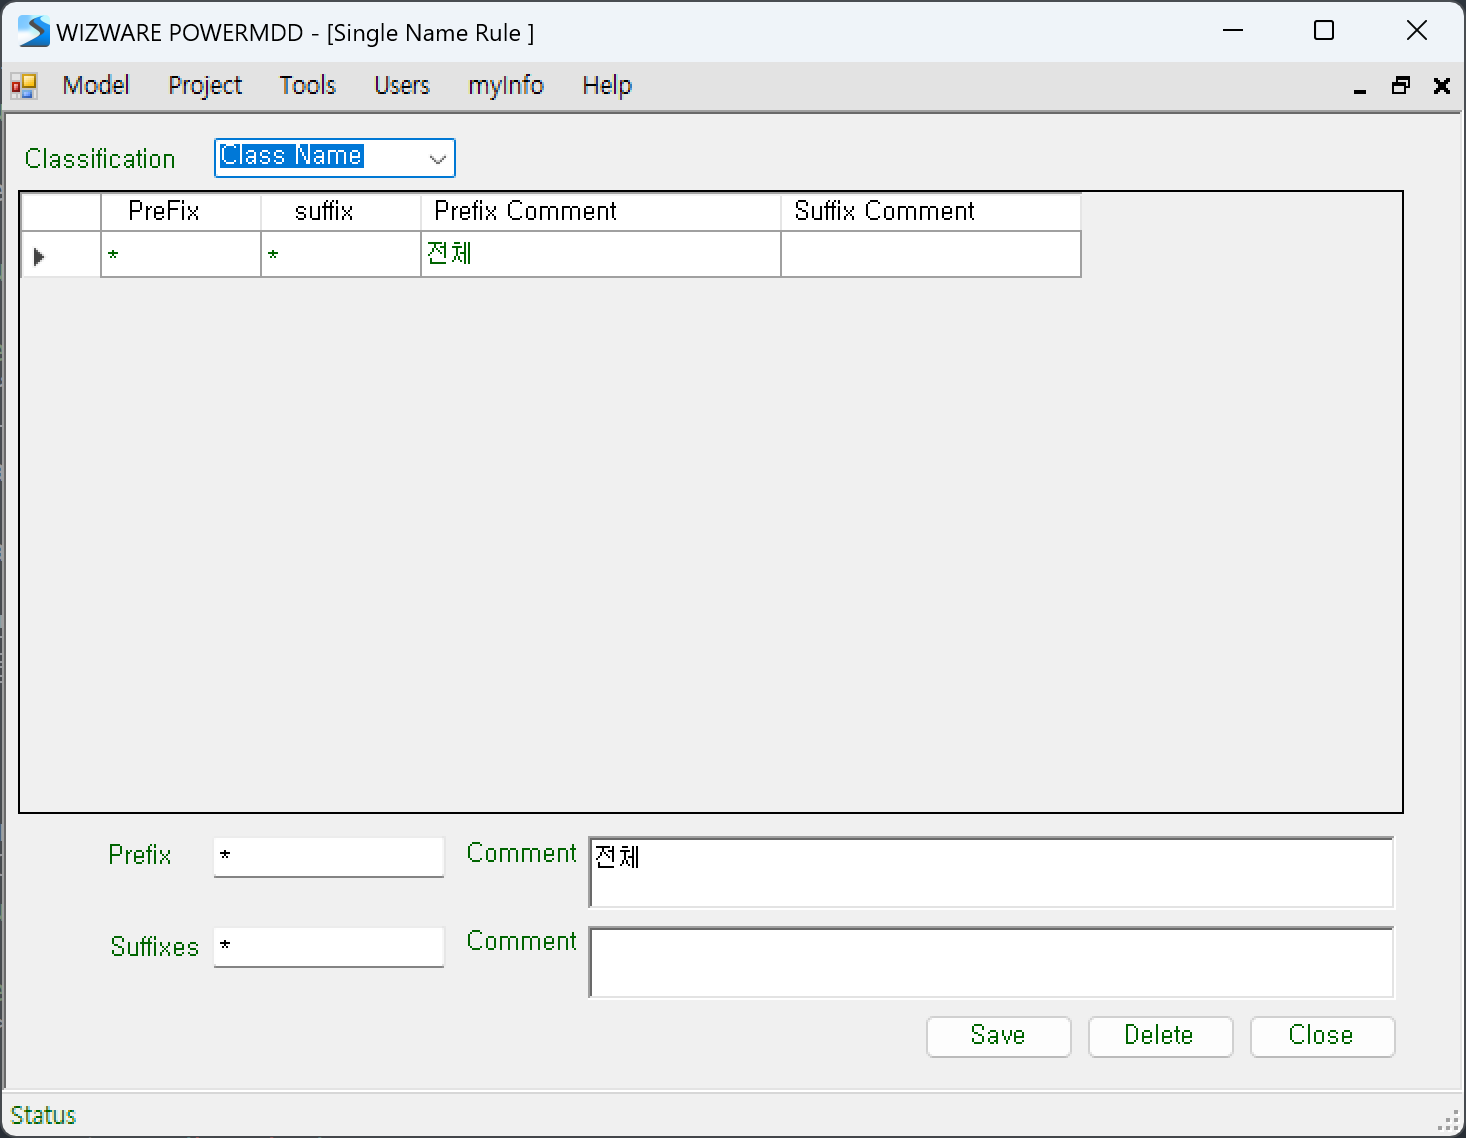 WIZWARE POWERMDD - [Single Name Rule ]
Model Project Tools Users myInfo Help
Classification Class Name
PreFix suffix Prefix Comment Suffix Comment
* * 전체
Prefix * Comment 전체
Suffixes * Comment
Save Delete Close
Status